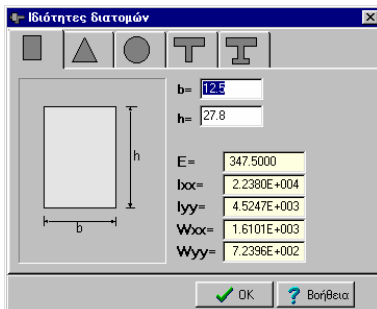 Ιδιότητες διατομών
b= 12.5
h= 27.8
h
b
E= 347.5000
Ixx= 2.2380E+004
Iyy= 4.5247E+003
Wxx= 1.6101E+003
Wyy= 7.2396E+002
OK
? Βοήθεια